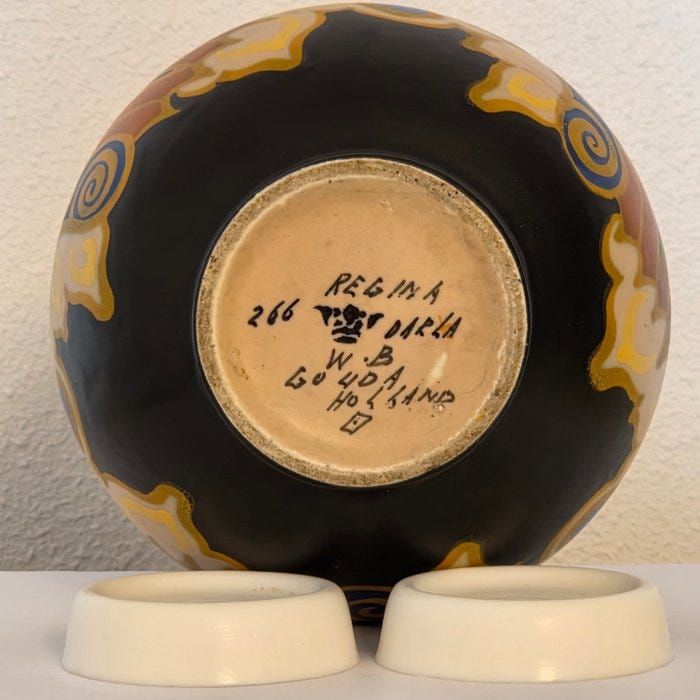 REGINA
266 DARLA
W.B
GOUDA
HOLLAND